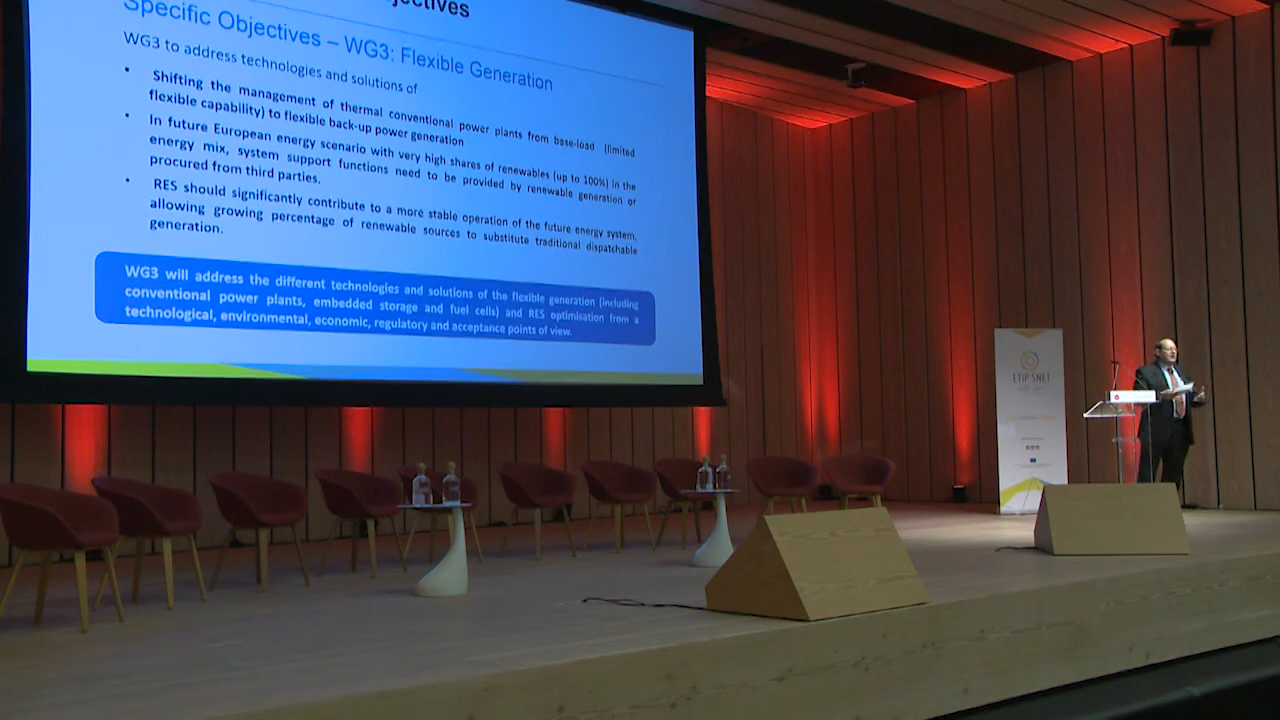 jectives
Specific Objectives – WG3: Flexible Generation
WG3 to address technologies and solutions of
• Shifting the management of thermal conventional power plants from base-load (limited
flexible capability) to flexible back-up power generation
• In future European energy scenario with very high shares of renewables (up to 100%) in the
energy mix, system support functions need to be provided by renewable generation or
procured from third parties.
• RES should significantly contribute to a more stable operation of the future energy system,
allowing growing percentage of renewable sources to substitute traditional dispatchable
generation.
WG3 will address the different technologies and solutions of the flexible generation (including
conventional power plants, embedded storage and fuel cells) and RES optimisation from a
technological, environmental, economic, regulatory and acceptance points of view.
ETIP SNET